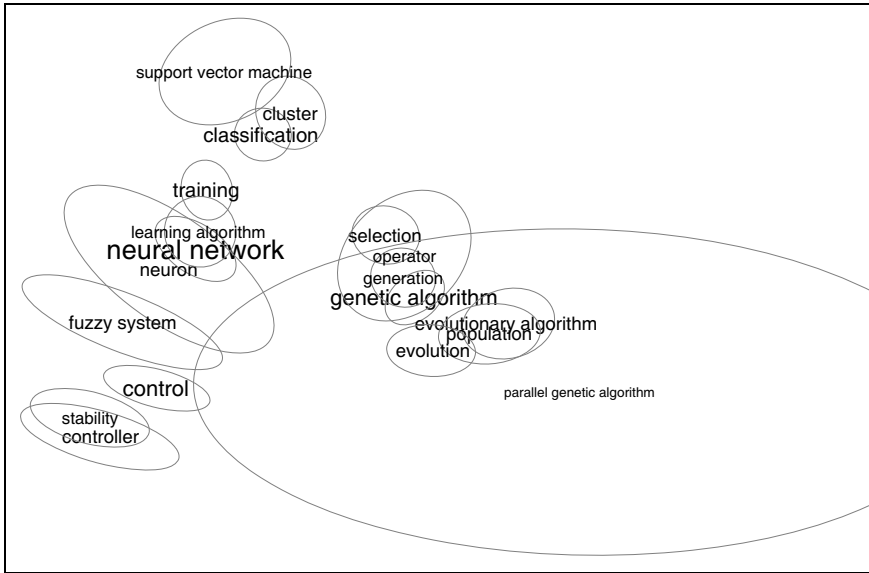 support vector machine
cluster
classification
training
learning algorithm
neural network
neuron
selection
operator
generation
genetic algorithm
fuzzy system
evolutionary algorithm
population
evolution
control
parallel genetic algorithm
stability
controller